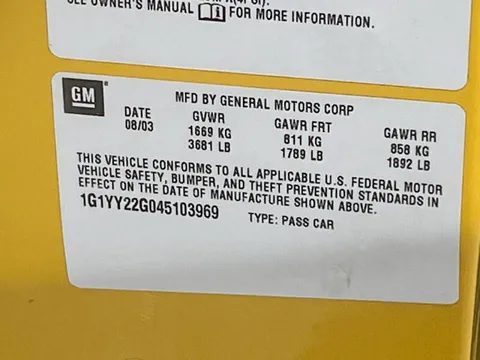 SEE OWNER'S MANUAL FOR MORE INFORMATION.
GM
MFD BY GENERAL MOTORS CORP
DATE GVWR GAWR FRT GAWR RR
08/03 1669 KG 811 KG 858 KG
3681 LB 1789 LB 1892 LB
THIS VEHICLE CONFORMS TO ALL APPLICABLE U.S. FEDERAL MOTOR
VEHICLE SAFETY, BUMPER, AND THEFT PREVENTION STANDARDS IN
EFFECT ON THE DATE OF MANUFACTURE SHOWN ABOVE.
1G1YY22G045103969 TYPE: PASS CAR